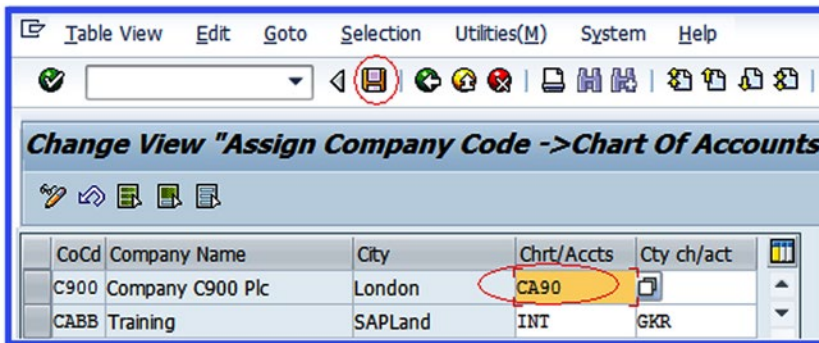 Table View Edit Goto Selection Utilities(M) System Help
Change View "Assign Company Code ->Chart Of Accounts
CoCd Company Name City Chrt/Accts Cty ch/act
C900 Company C900 Plc London CA90
CABB Training SAPLand INT GKR